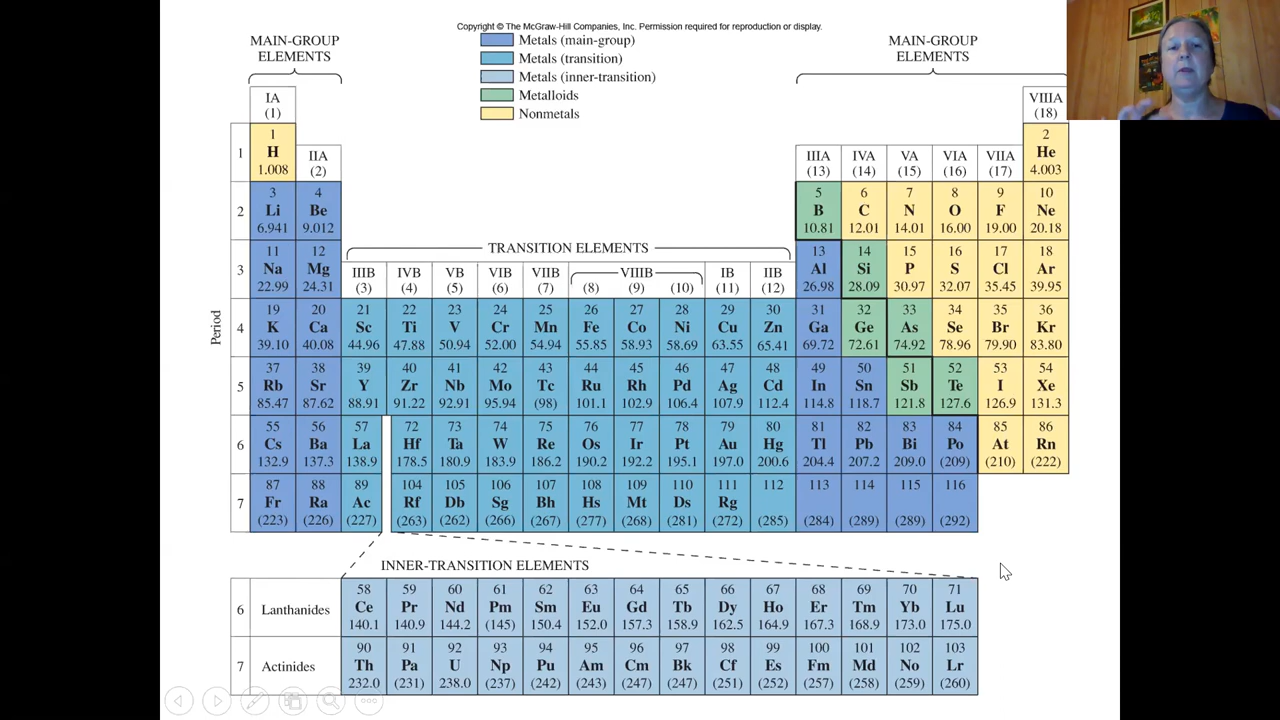 Copyright © The McGraw-Hill Companies, Inc. Permission required for reproduction or display.
Metals (main-group)
Metals (transition)
Metals (inner-transition)
Metalloids
Nonmetals
MAIN-GROUP
ELEMENTS
MAIN-GROUP
ELEMENTS
IA VIIIA
(1) (18)
1 2
H He
1.008 4.003
IIA IIIA IVA VA VIA VIIA
(2) (13) (14) (15) (16) (17)
Period
1
2
3 4 5 6 7 8 9 10
Li Be B C N O F Ne
6.941 9.012 10.81 12.01 14.01 16.00 19.00 20.18
TRANSITION ELEMENTS
IIIB IVB VB VIB VIIB VIIIB IB IIB
(3) (4) (5) (6) (7) (8) (9) (10) (11) (12)
3
11 12 13 14 15 16 17 18
Na Mg Al Si P S Cl Ar
22.99 24.31 26.98 28.09 30.97 32.07 35.45 39.95
4
19 20 21 22 23 24 25 26 27 28 29 30 31 32 33 34 35 36
K Ca Sc Ti V Cr Mn Fe Co Ni Cu Zn Ga Ge As Se Br Kr
39.10 40.08 44.96 47.88 50.94 52.00 54.94 55.85 58.93 58.69 63.55 65.41 69.72 72.61 74.92 78.96 79.90 83.80
5
37 38 39 40 41 42 43 44 45 46 47 48 49 50 51 52 53 54
Rb Sr Y Zr Nb Mo Tc Ru Rh Pd Ag Cd In Sn Sb Te I Xe
85.47 87.62 88.91 91.22 92.91 95.94 (98) 101.1 102.9 106.4 107.9 112.4 114.8 118.7 121.8 127.6 126.9 131.3
6
55 56 57 72 73 74 75 76 77 78 79 80 81 82 83 84 85 86
Cs Ba La Hf Ta W Re Os Ir Pt Au Hg Tl Pb Bi Po At Rn
132.9 137.3 138.9 178.5 180.9 183.9 186.2 190.2 192.2 195.1 197.0 200.6 204.4 207.2 209.0 (209) (210) (222)
7
87 88 89 104 105 106 107 108 109 110 111 112 113 114 115 116
Fr Ra Ac Rf Db Sg Bh Hs Mt Ds Rg
(223) (226) (227) (263) (262) (266) (267) (277) (268) (281) (272) (285) (284) (289) (289) (292)
INNER-TRANSITION ELEMENTS
6 Lanthanides
58 59 60 61 62 63 64 65 66 67 68 69 70 71
Ce Pr Nd Pm Sm Eu Gd Tb Dy Ho Er Tm Yb Lu
140.1 140.9 144.2 (145) 150.4 152.0 157.3 158.9 162.5 164.9 167.3 168.9 173.0 175.0
7 Actinides
90 91 92 93 94 95 96 97 98 99 100 101 102 103
Th Pa U Np Pu Am Cm Bk Cf Es Fm Md No Lr
232.0 (231) 238.0 (237) (242) (243) (247) (247) (251) (252) (257) (258) (259) (260)